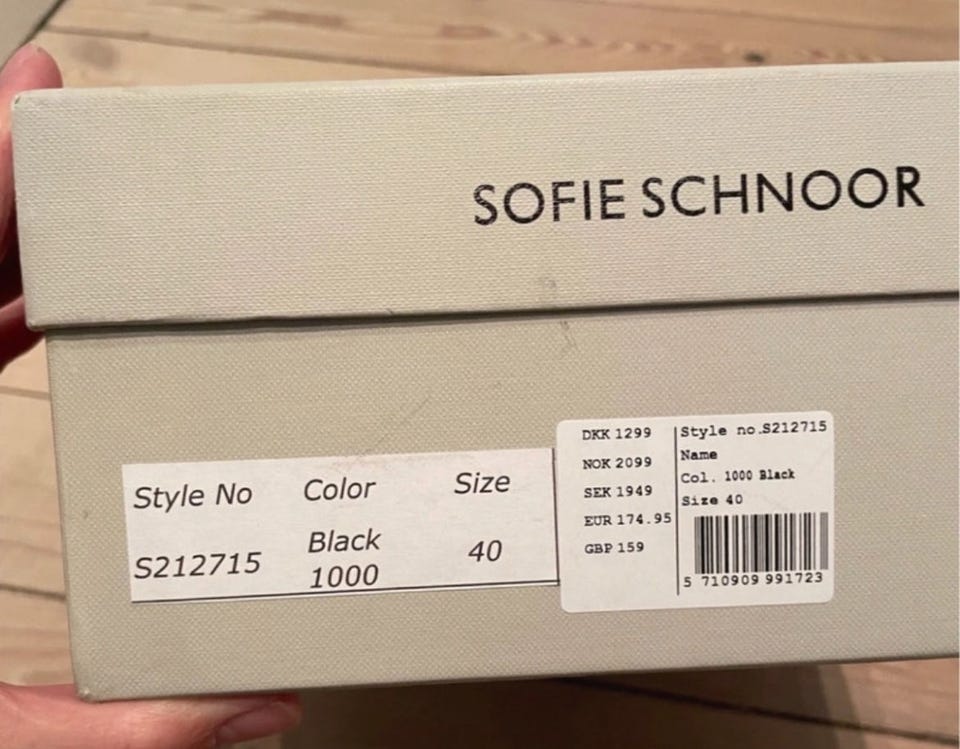 SOFIE SCHNOOR
Style No Color Size
S212715 Black 1000 40
DKK 1299
NOK 2099
SEK 1949
EUR 174.95
GBP 159
Style no.S212715
Name
Col. 1000 Black
Size 40
5 710909 991723